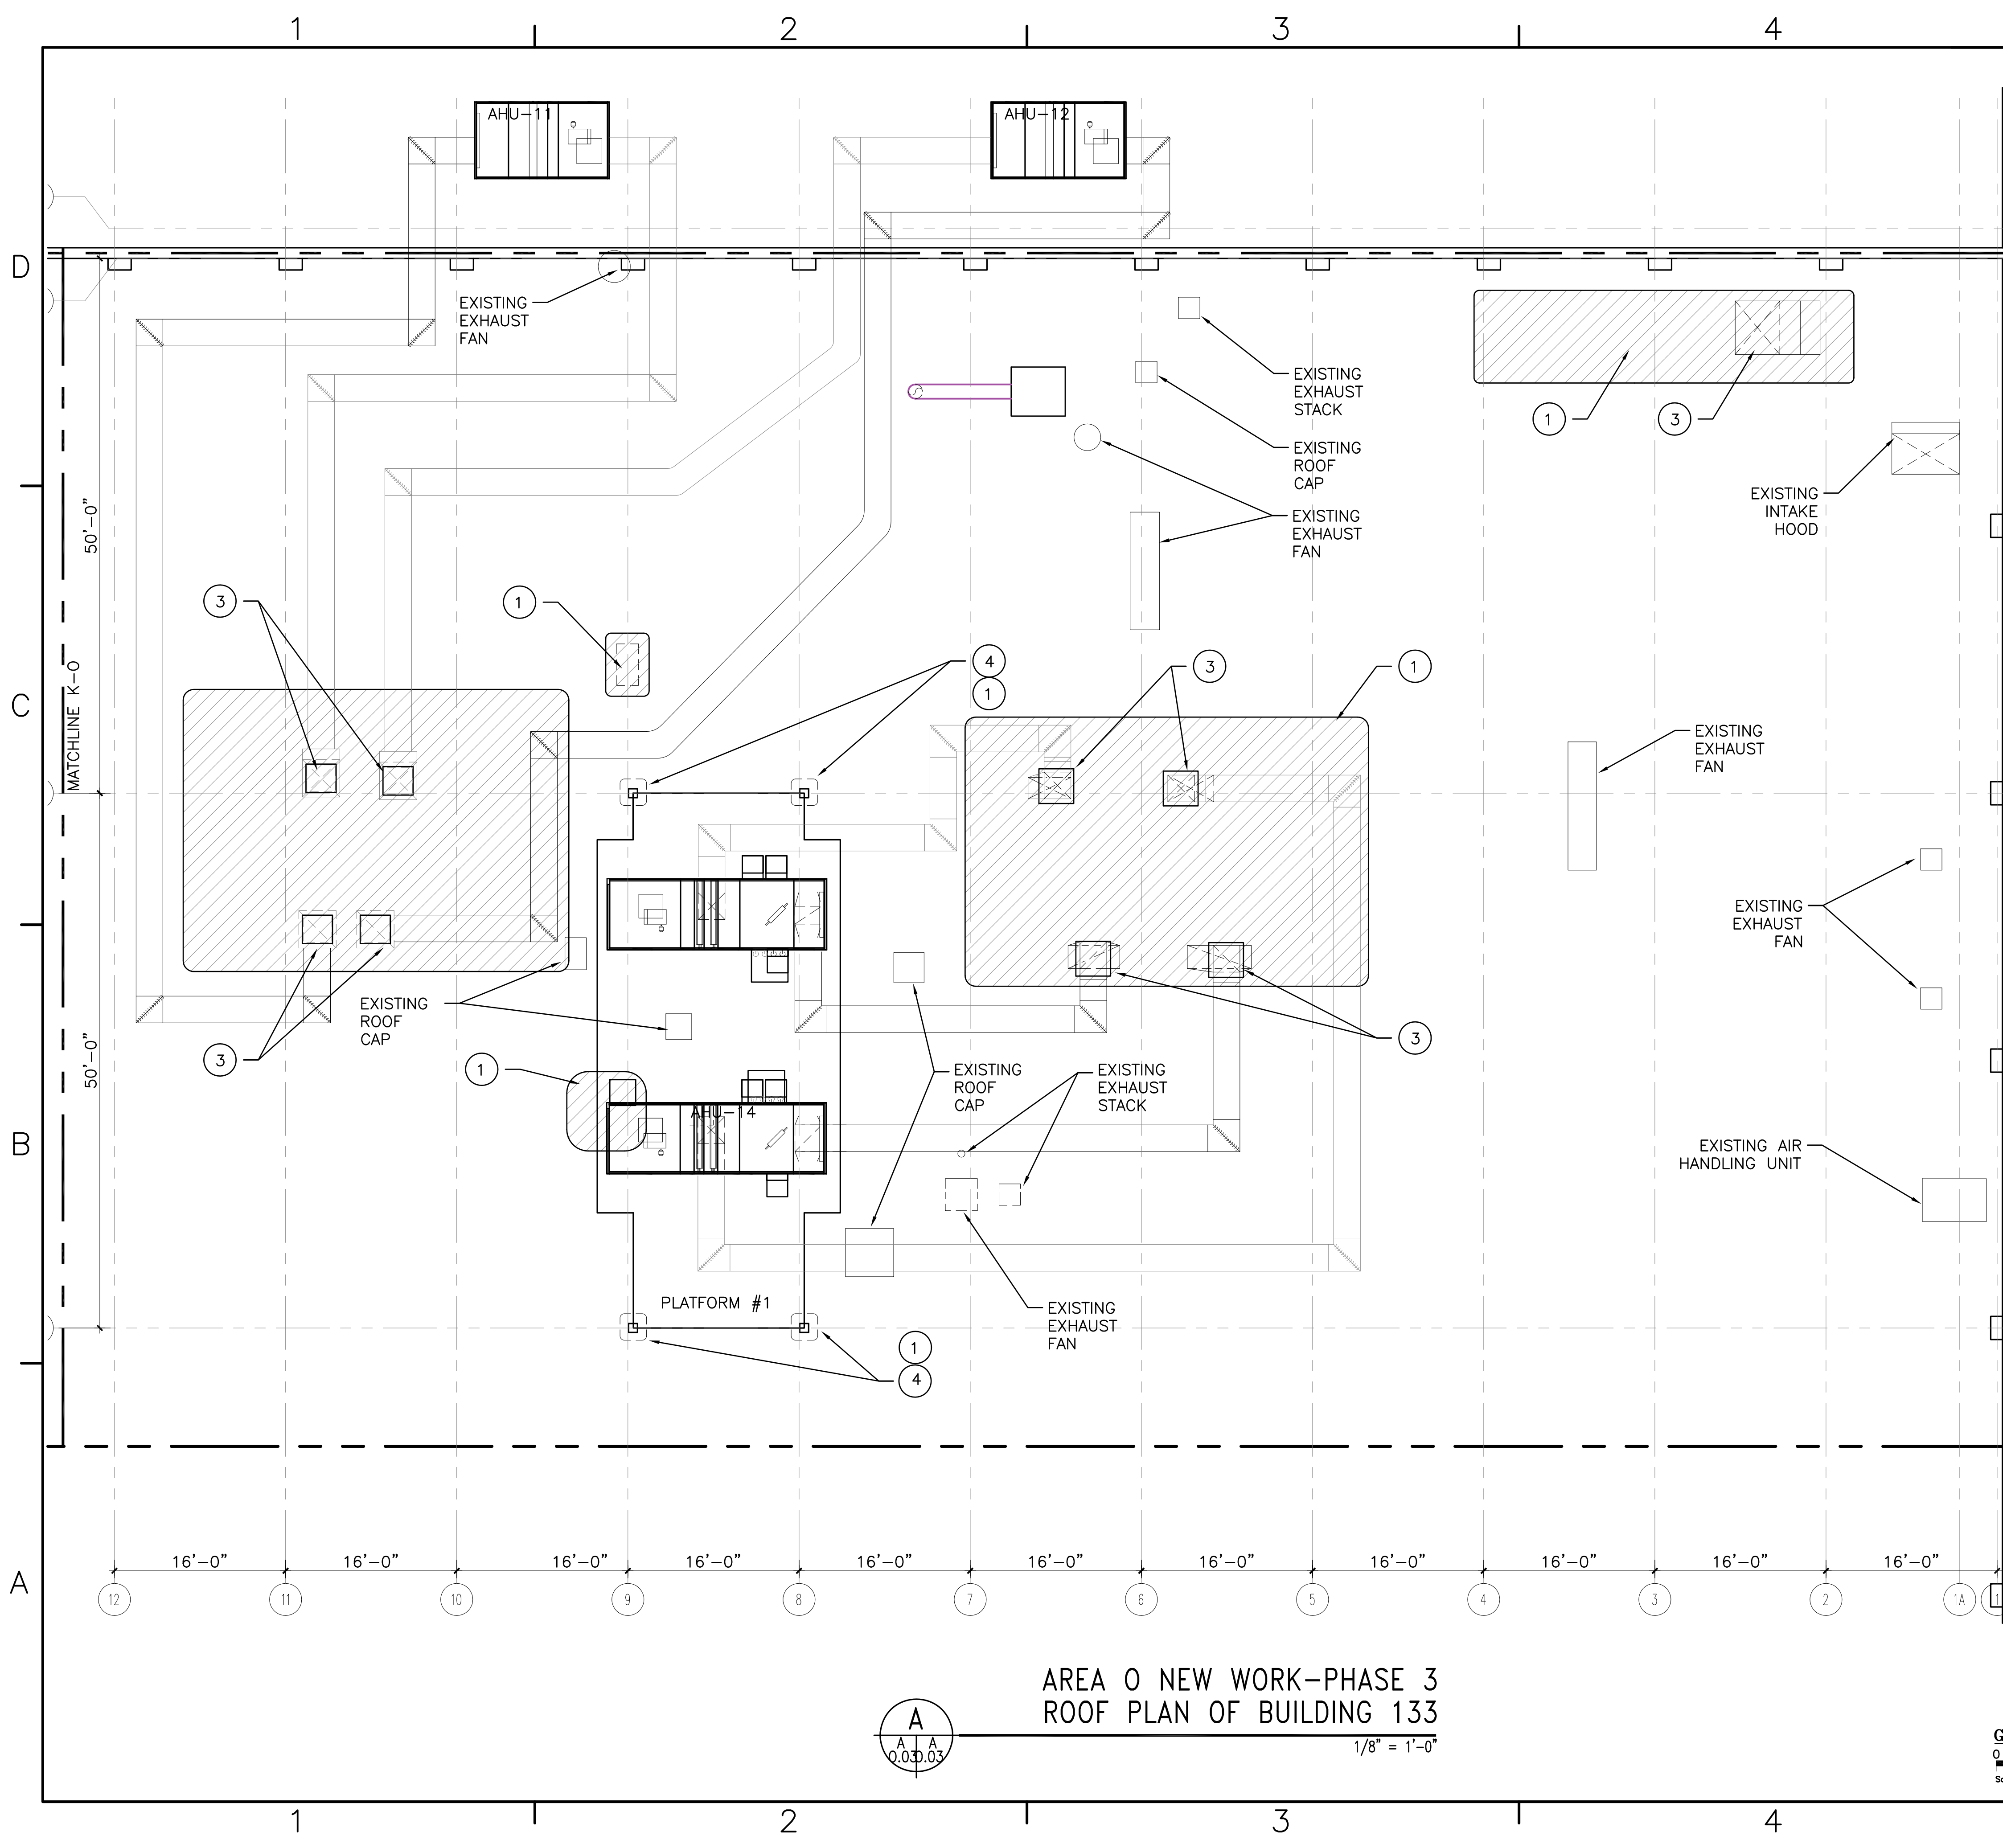 1 2 3 4
AHU-11
AHU-12
D
EXISTING
EXHAUST
FAN
EXISTING
EXHAUST
STACK
1
3
EXISTING
ROOF
CAP
EXISTING
INTAKE
HOOD
50'-0"
EXISTING
EXHAUST
FAN
3
1
4
1
3
1
MATCHLINE K-O
C
EXISTING
EXHAUST
FAN
EXISTING
EXHAUST
FAN
EXISTING
ROOF
CAP
3
3
50'-0"
1
EXISTING
ROOF
CAP
EXISTING
EXHAUST
STACK
AHU-14
B
EXISTING AIR
HANDLING UNIT
PLATFORM #1
EXISTING
EXHAUST
FAN
1
4
16'-0" 16'-0" 16'-0" 16'-0" 16'-0" 16'-0" 16'-0" 16'-0" 16'-0" 16'-0" 16'-0"
A
12 11 10 9 8 7 6 5 4 3 2 1A 1
AREA O NEW WORK-PHASE 3
ROOF PLAN OF BUILDING 133
1/8" = 1'-0"
A
A A
0.03 0.03
G
0
1 2 3 4